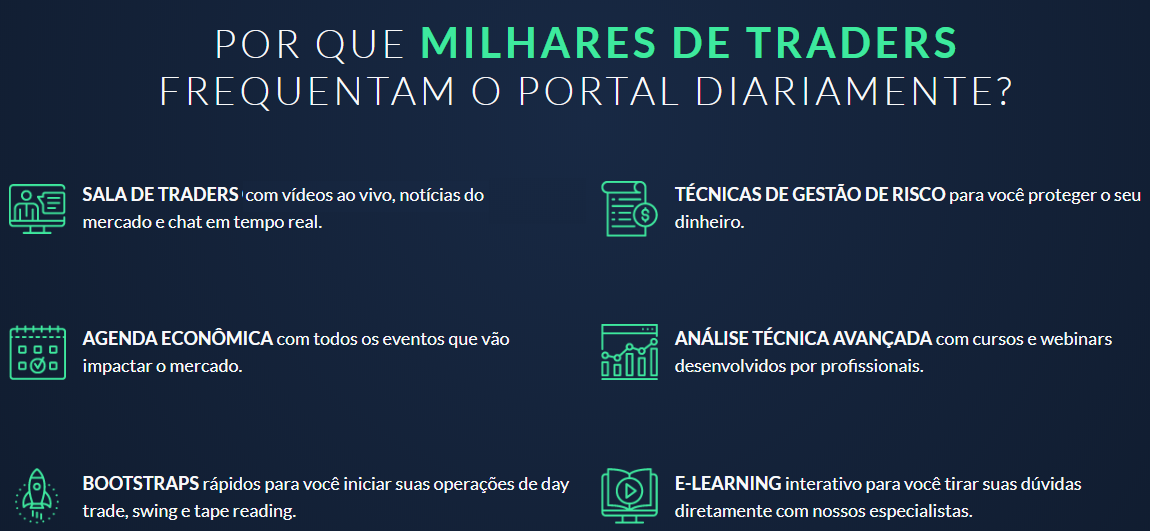 POR QUE MILHARES DE TRADERS
FREQUENTAM O PORTAL DIARIAMENTE?
SALA DE TRADERS com vídeos ao vivo, notícias do
mercado e chat em tempo real.
TÉCNICAS DE GESTÃO DE RISCO para você proteger o seu
dinheiro.
AGENDA ECONÔMICA com todos os eventos que vão
impactar o mercado.
ANÁLISE TÉCNICA AVANÇADA com cursos e webinars
desenvolvidos por profissionais.
BOOTSTRAPS rápidos para você iniciar suas operações de day
trade, swing e tape reading.
E-LEARNING interativo para você tirar suas dúvidas
diretamente com nossos especialistas.